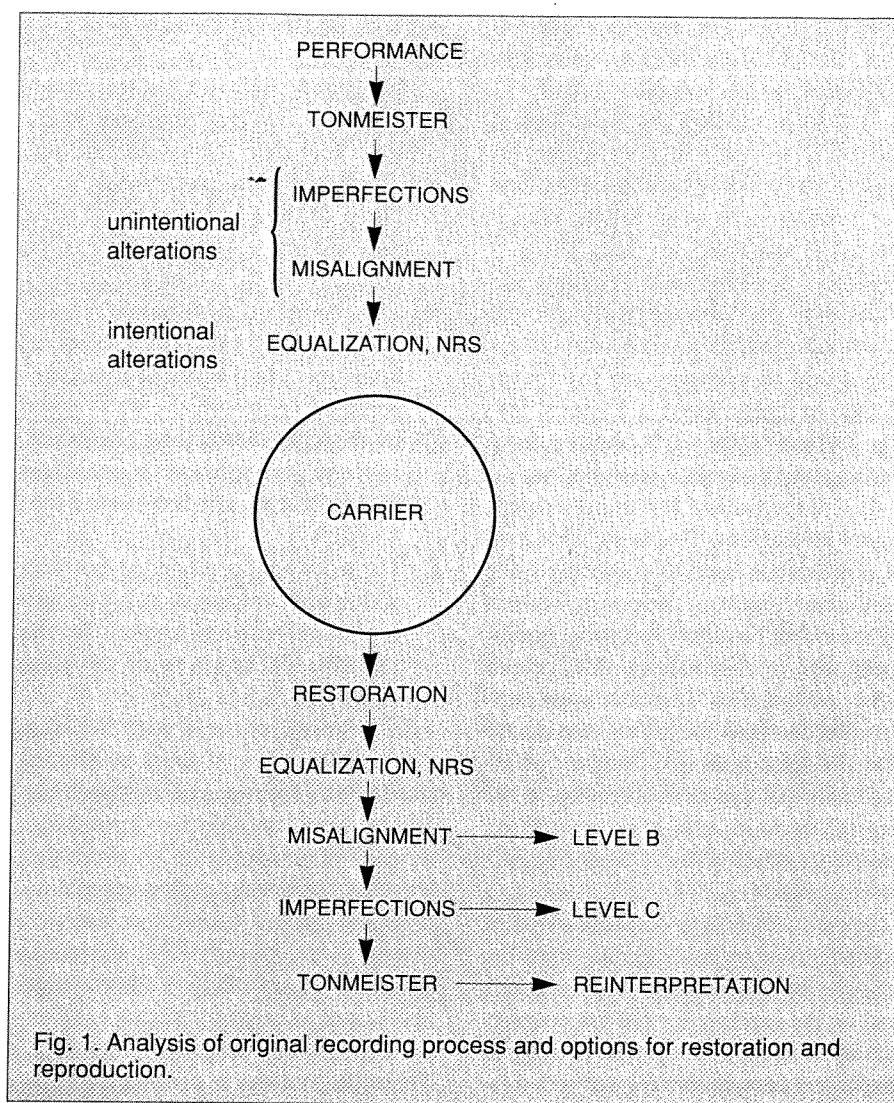 PERFORMANCE
TONMEISTER
IMPERFECTIONS
unintentional
alterations
MISALIGNMENT
intentional
alterations
EQUALIZATION, NRS
CARRIER
RESTORATION
EQUALIZATION, NRS
MISALIGNMENT LEVEL B
IMPERFECTIONS LEVEL C
TONMEISTER REINTERPRETATION
Fig. 1. Analysis of original recording process and options for restoration and
reproduction.